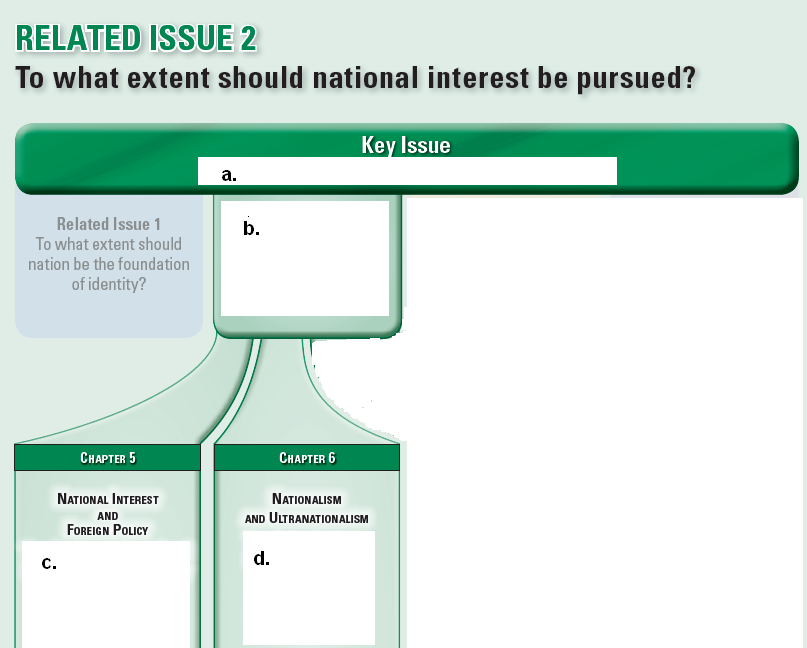 RELATED ISSUE 2
To what extent should national interest be pursued?
Key Issue
a.
Related Issue 1
To what extent should
nation be the foundation
of identity?
b.
CHAPTER 5
NATIONAL INTEREST
AND
FOREIGN POLICY
c.
CHAPTER 6
NATIONALISM
AND ULTRANATIONALISM
d.